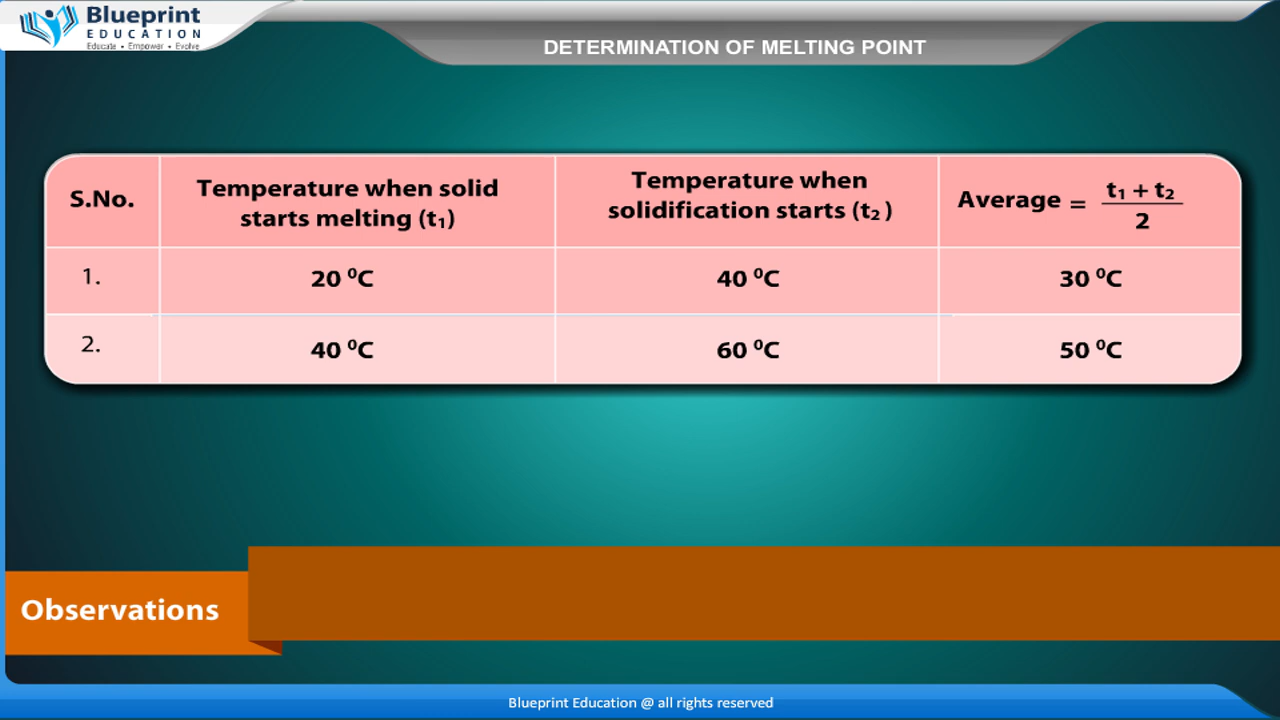 Blueprint
EDUCATION
Educate • Empower • Evolve
DETERMINATION OF MELTING POINT
S.No.
Temperature when solid
starts melting (t₁)
Temperature when
solidification starts (t₂ )
Average = t₁ + t₂
2
1.
20 ⁰C
40 ⁰C
30 ⁰C
2.
40 ⁰C
60 ⁰C
50 ⁰C
Observations
Blueprint Education @ all rights reserved